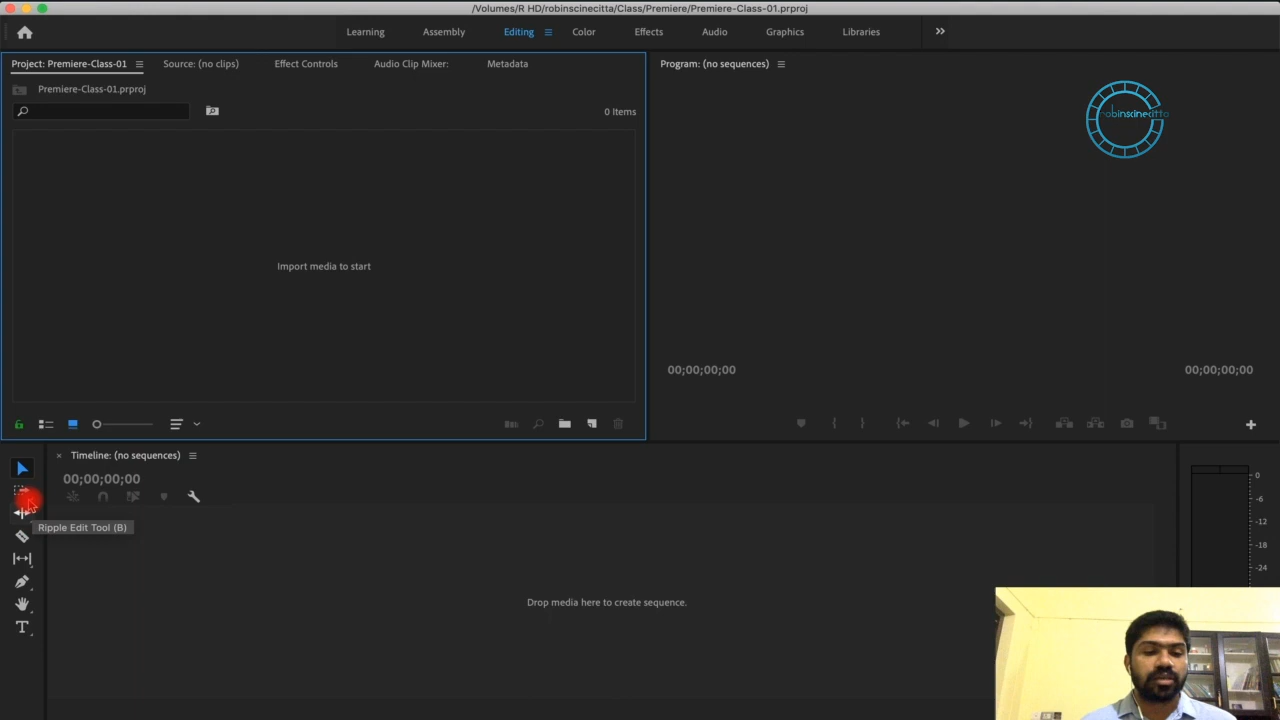 /Volumes/R HD/robinscinecitta/Class/Premiere/Premiere-Class-01.prproj
Learning Assembly Editing Color Effects Audio Graphics Libraries
Project: Premiere-Class-01 Source: (no clips) Effect Controls Audio Clip Mixer: Metadata
Program: (no sequences)
Premiere-Class-01.prproj
0 Items
robinscinecitta
Import media to start
00;00;00;00 00;00;00;00
Timeline: (no sequences)
00;00;00;00
Ripple Edit Tool (B)
Drop media here to create sequence.
0
-6
-12
-18
-24